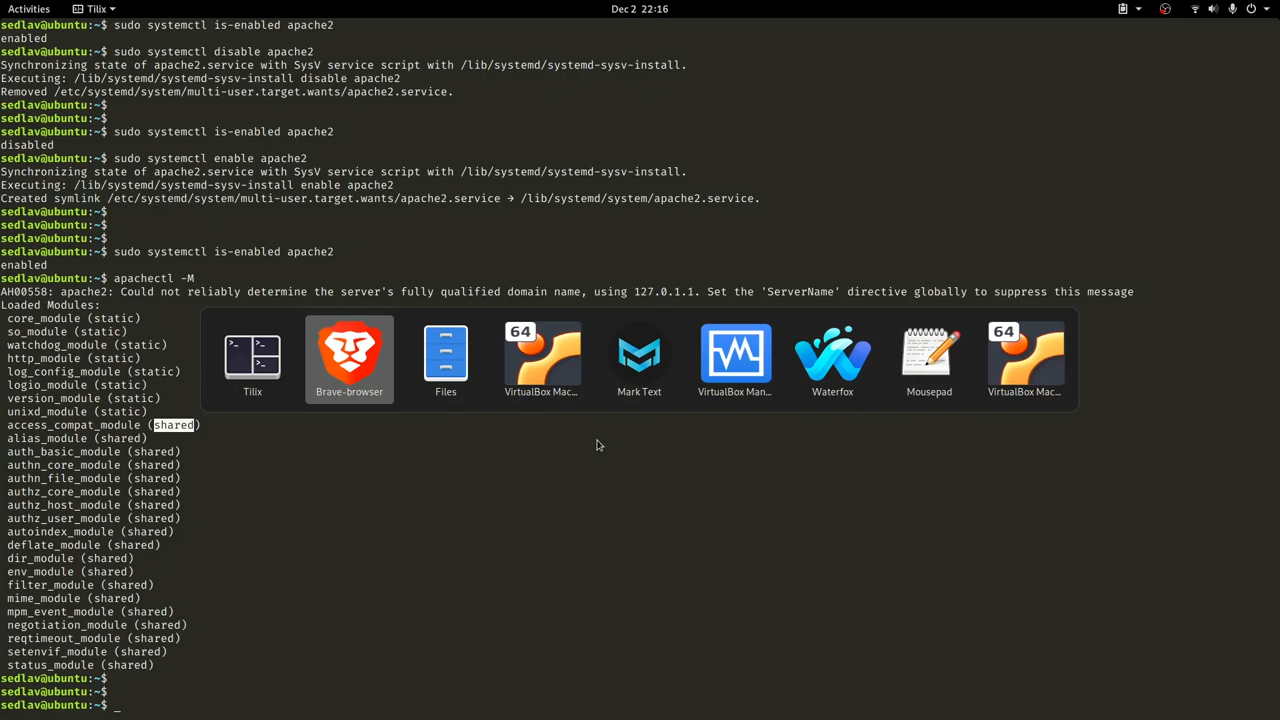 Activities Tilix Dec 2 22:16
sedlav@ubuntu:~$ sudo systemctl is-enabled apache2
enabled
sedlav@ubuntu:~$ sudo systemctl disable apache2
Synchronizing state of apache2.service with SysV service script with /lib/systemd/systemd-sysv-install.
Executing: /lib/systemd/systemd-sysv-install disable apache2
Removed /etc/systemd/system/multi-user.target.wants/apache2.service.
sedlav@ubuntu:~$
sedlav@ubuntu:~$
sedlav@ubuntu:~$ sudo systemctl is-enabled apache2
disabled
sedlav@ubuntu:~$ sudo systemctl enable apache2
Synchronizing state of apache2.service with SysV service script with /lib/systemd/systemd-sysv-install.
Executing: /lib/systemd/systemd-sysv-install enable apache2
Created symlink /etc/systemd/system/multi-user.target.wants/apache2.service → /lib/systemd/system/apache2.service.
sedlav@ubuntu:~$
sedlav@ubuntu:~$
sedlav@ubuntu:~$
sedlav@ubuntu:~$ sudo systemctl is-enabled apache2
enabled
sedlav@ubuntu:~$ apachectl -M
AH00558: apache2: Could not reliably determine the server's fully qualified domain name, using 127.0.1.1. Set the 'ServerName' directive globally to suppress this message
Loaded Modules:
core_module (static)
so_module (static)
watchdog_module (static)
http_module (static)
log_config_module (static)
logio_module (static)
version_module (static)
unixd_module (static)
access_compat_module (shared)
alias_module (shared)
auth_basic_module (shared)
authn_core_module (shared)
authn_file_module (shared)
authz_core_module (shared)
authz_host_module (shared)
authz_user_module (shared)
autoindex_module (shared)
deflate_module (shared)
dir_module (shared)
env_module (shared)
filter_module (shared)
mime_module (shared)
mpm_event_module (shared)
negotiation_module (shared)
reqtimeout_module (shared)
setenvif_module (shared)
status_module (shared)
sedlav@ubuntu:~$
sedlav@ubuntu:~$
sedlav@ubuntu:~$ _
64 64
Tilix Brave-browser Files VirtualBox Mac... Mark Text VirtualBox Man... Waterfox Mousepad VirtualBox Mac...